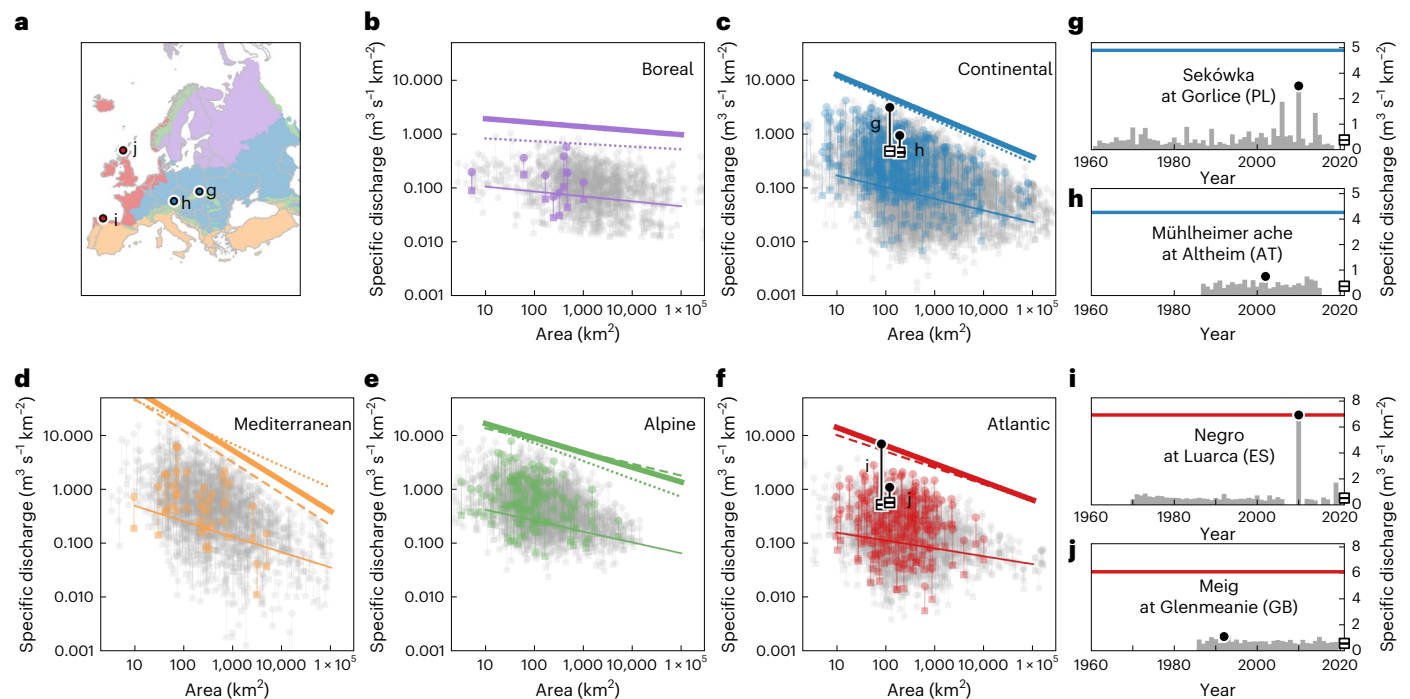 a
j
g
h
i
b
Specific discharge (m³ s⁻¹ km⁻²)
10.000
1.000
0.100
0.010
0.001
Boreal
10 100 1,000 10,000 1 × 10⁵
Area (km²)
c
Specific discharge (m³ s⁻¹ km⁻²)
10.000
1.000
0.100
0.010
0.001
Continental
g
h
10 100 1,000 10,000 1 × 10⁵
Area (km²)
g
Sekówka
at Gorlice (PL)
5
4
3
2
1
0
1960 1980 2000 2020
Year
h
Mühlheimer ache
at Altheim (AT)
5
4
3
2
1
0
1960 1980 2000 2020
Year
Specific discharge (m³ s⁻¹ km⁻²)
d
Specific discharge (m³ s⁻¹ km⁻²)
10.000
1.000
0.100
0.010
0.001
Mediterranean
10 100 1,000 10,000 1 × 10⁵
Area (km²)
e
Specific discharge (m³ s⁻¹ km⁻²)
10.000
1.000
0.100
0.010
0.001
Alpine
10 100 1,000 10,000 1 × 10⁵
Area (km²)
f
Specific discharge (m³ s⁻¹ km⁻²)
10.000
1.000
0.100
0.010
0.001
Atlantic
i
j
10 100 1,000 10,000 1 × 10⁵
Area (km²)
i
Negro
at Luarca (ES)
8
6
4
2
0
1960 1980 2000 2020
Year
j
Meig
at Glenmeanie (GB)
8
6
4
2
0
1960 1980 2000 2020
Year
Specific discharge (m³ s⁻¹ km⁻²)